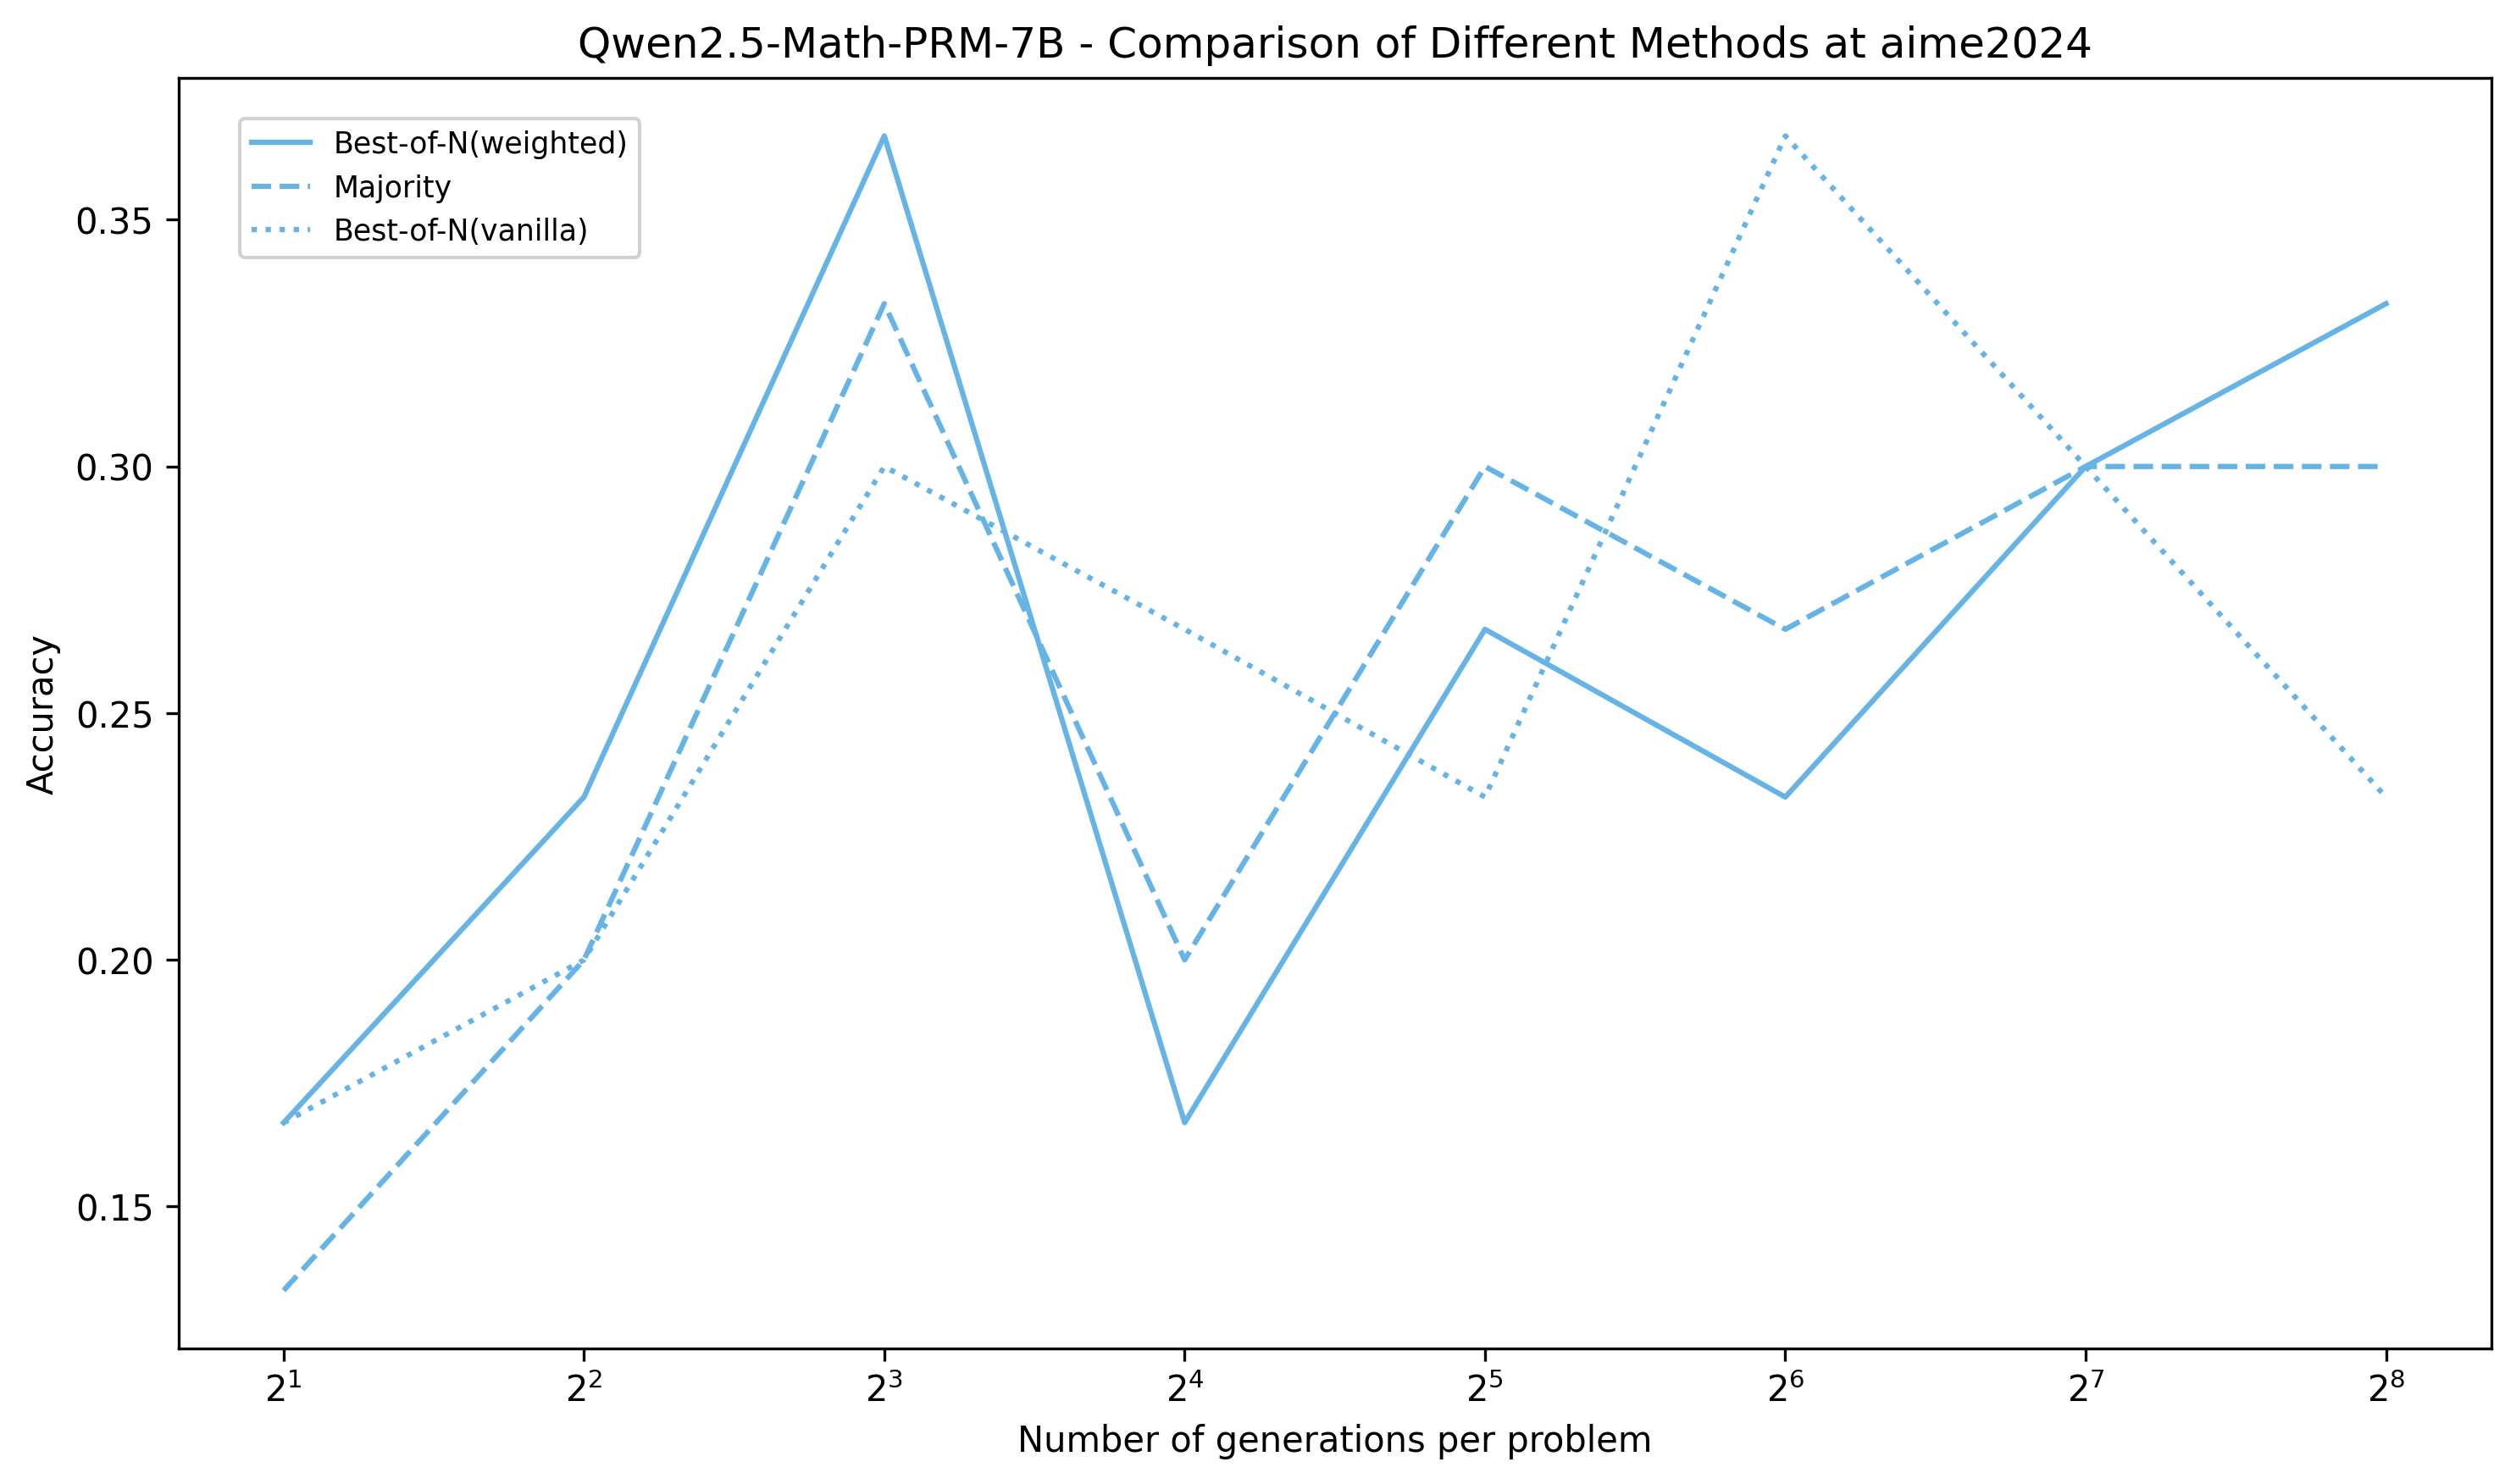 Qwen2.5-Math-PRM-7B - Comparison of Different Methods at aime2024
Best-of-N(weighted)
Majority
Best-of-N(vanilla)
Accuracy
0.35
0.30
0.25
0.20
0.15
2¹ 2² 2³ 2⁴ 2⁵ 2⁶ 2⁷ 2⁸
Number of generations per problem